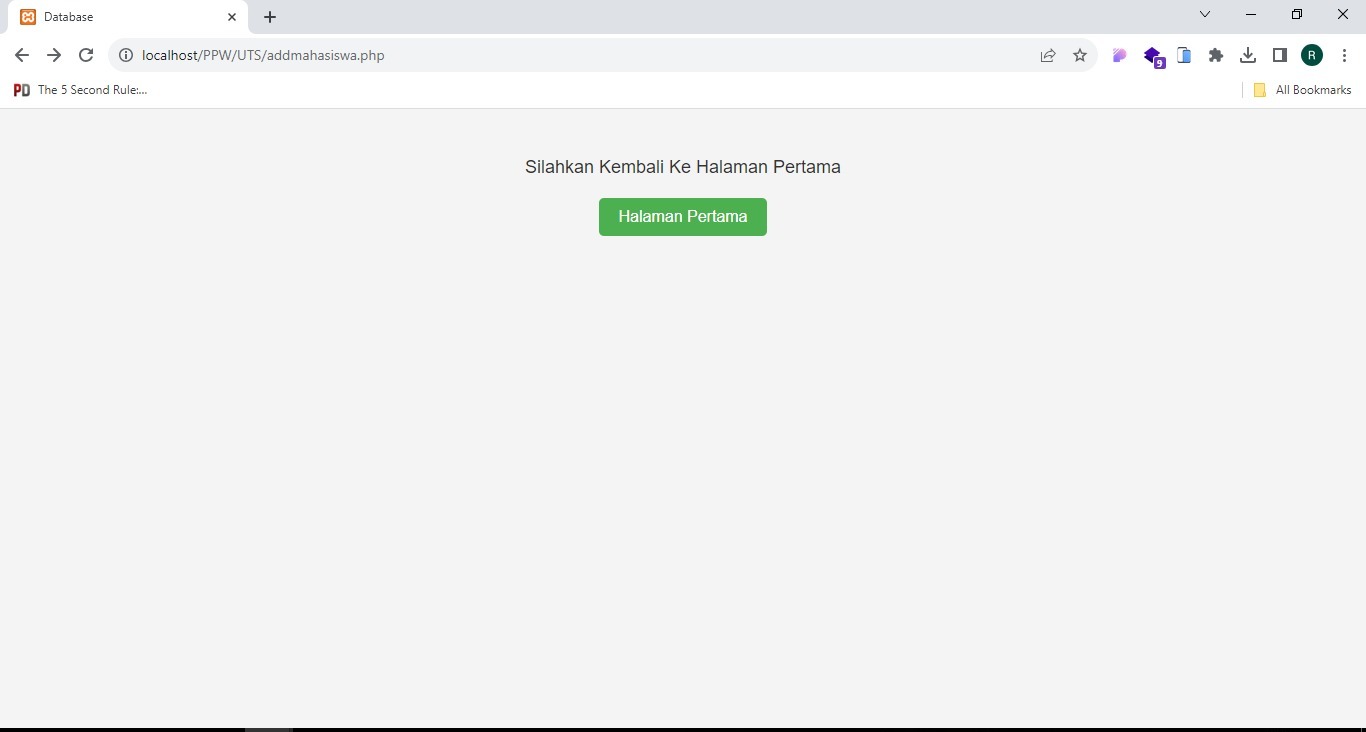 Database
localhost/PPW/UTS/addmahasiswa.php
9
R
PD The 5 Second Rule:...
All Bookmarks
Silahkan Kembali Ke Halaman Pertama
Halaman Pertama